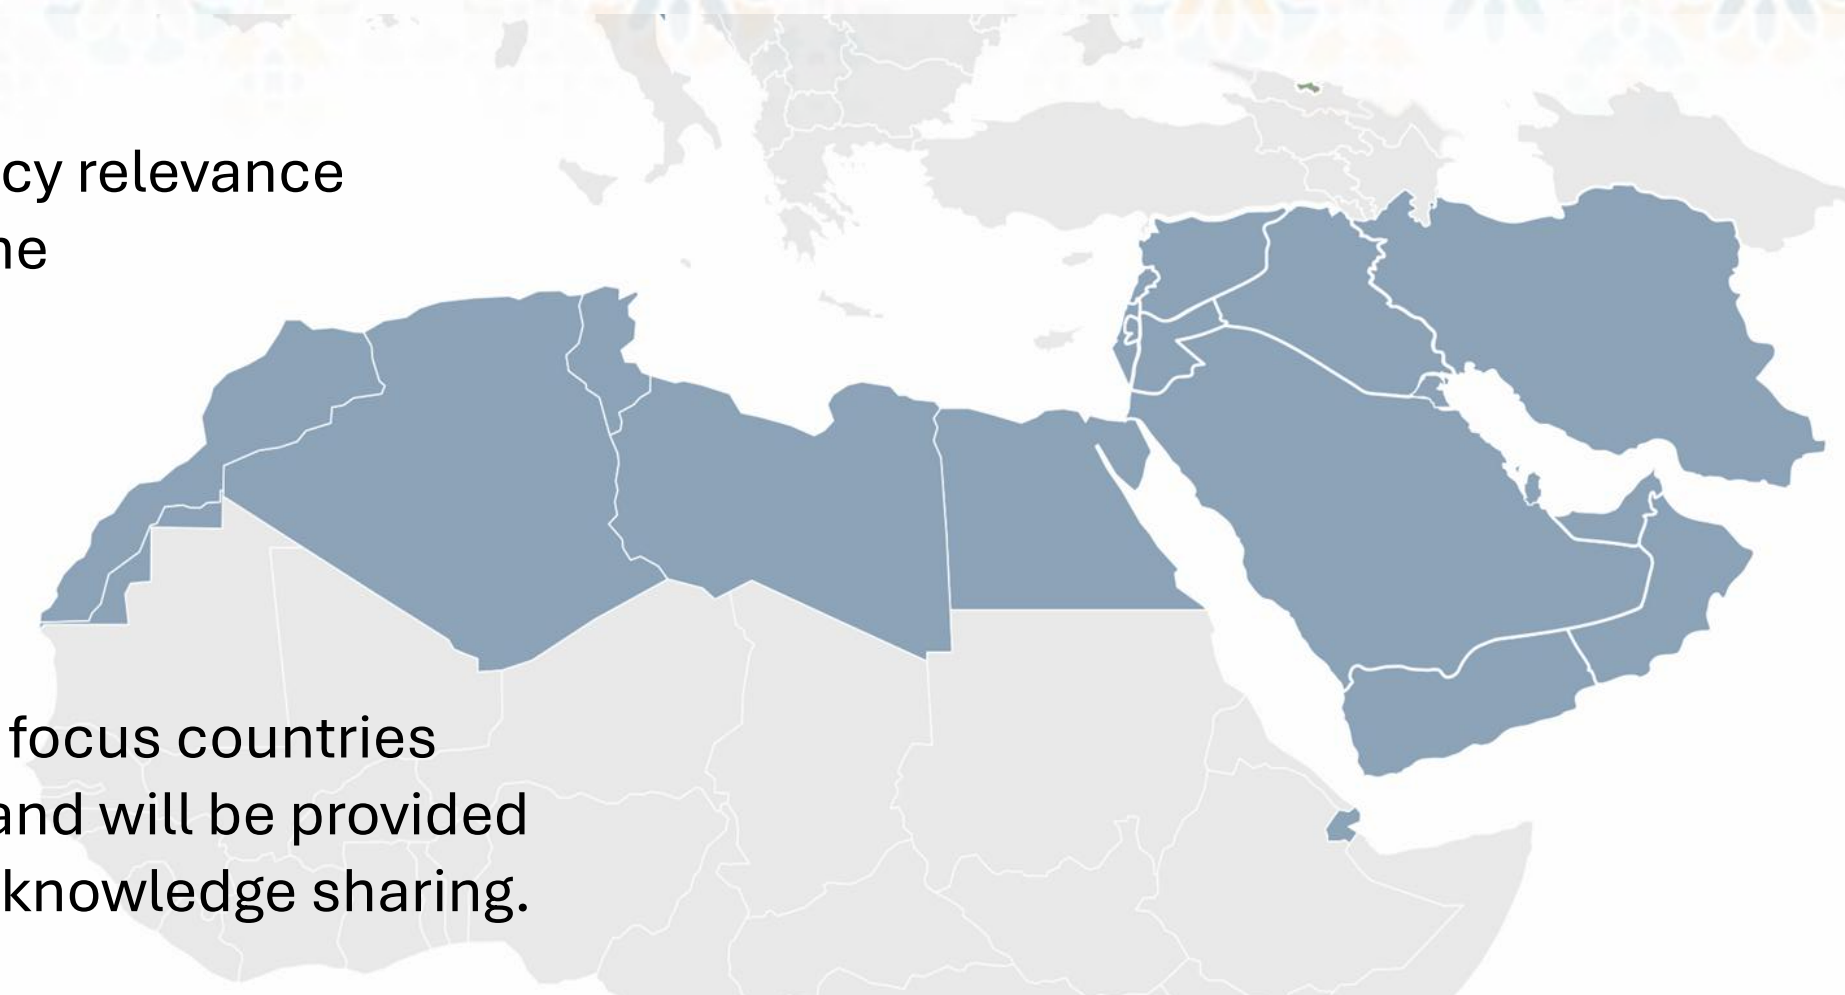 cy relevance
ne
focus countries
and will be provided
knowledge sharing.